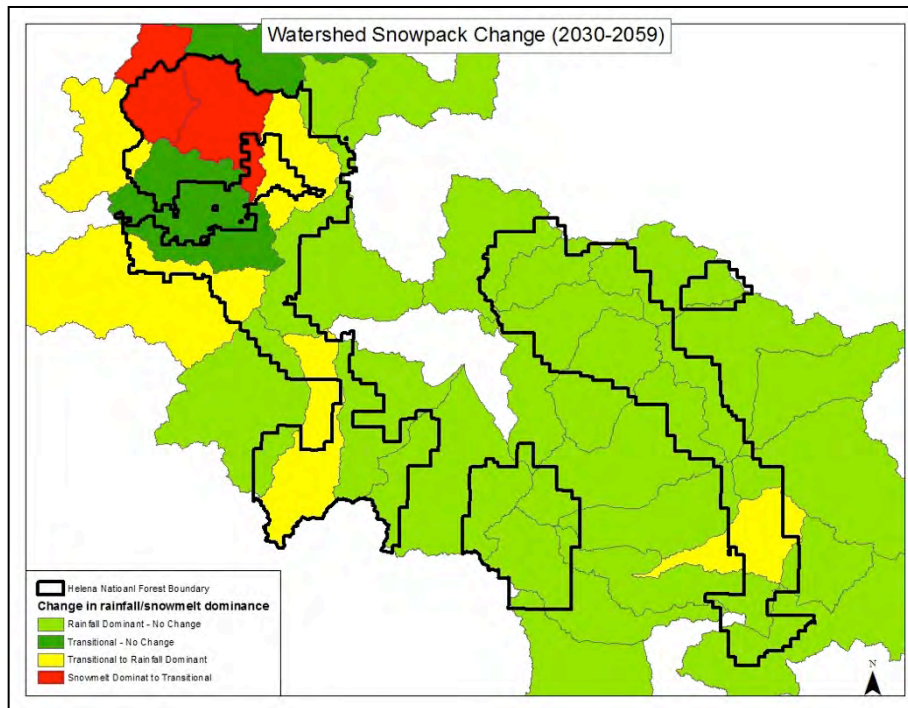 Watershed Snowpack Change (2030-2059)
Helena Natioanl Forest Boundary
Change in rainfall/snowmelt dominance
Rainfall Dominant - No Change
Transitional - No Change
Transitional to Rainfall Dominant
Snowmelt Dominat to Transitional
N